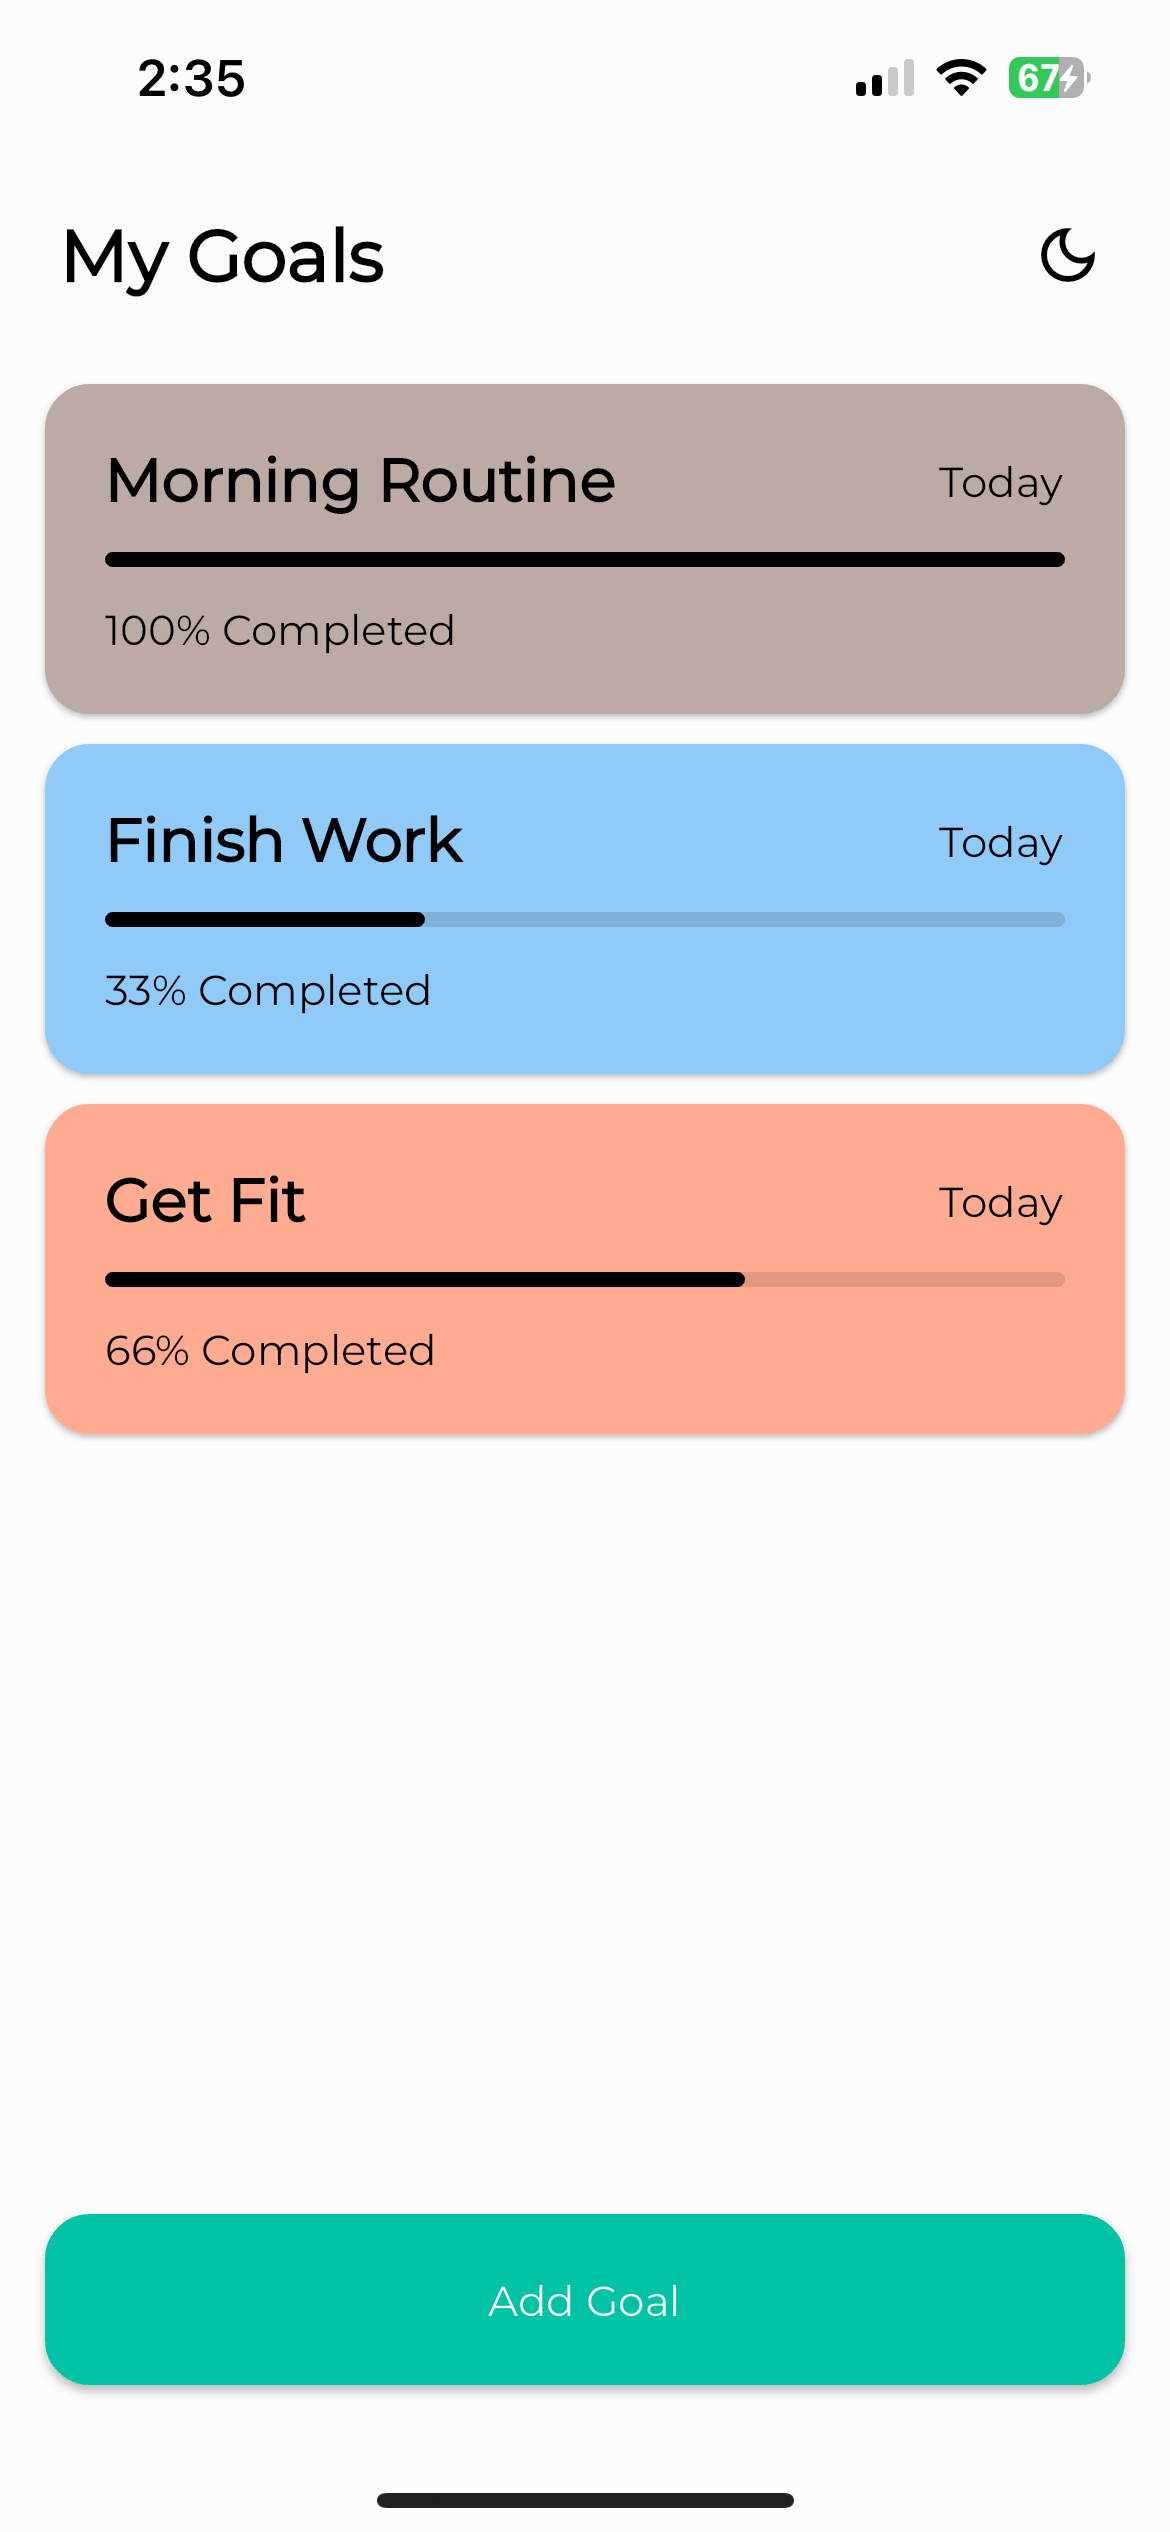 2:35
67
My Goals
Morning Routine
Today
100% Completed
Finish Work
Today
33% Completed
Get Fit
Today
66% Completed
Add Goal